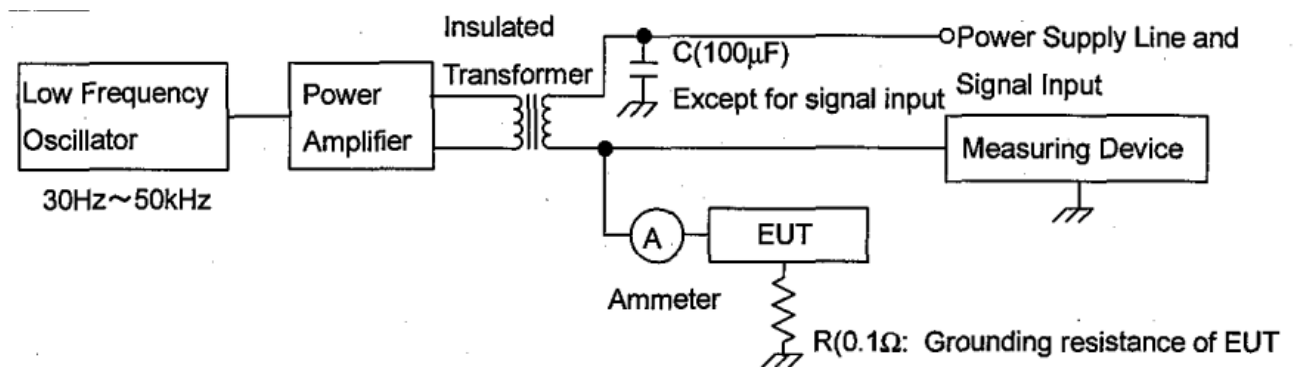 Insulated
Transformer
Low Frequency
Oscillator
30Hz～50kHz
Power
Amplifier
C(100μF)
Except for signal input
Power Supply Line and
Signal Input
Measuring Device
A
Ammeter
EUT
R(0.1Ω: Grounding resistance of EUT